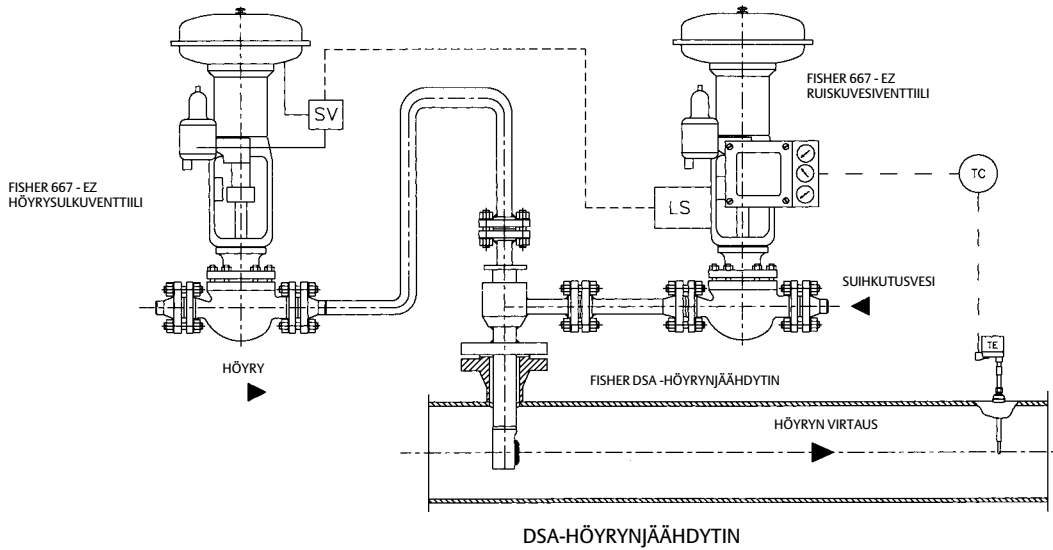 FISHER 667 - EZ
RUISKUVESIVENTTIILI
SV
TC
FISHER 667 - EZ
HÖYRYSULKUVENTTIILI
LS
SUIHKUTUSVESI
TE
HÖYRY
FISHER DSA -HÖYRYNJÄÄHDYTIN
HÖYRYN VIRTAUS
DSA-HÖYRYNJÄÄHDYTIN